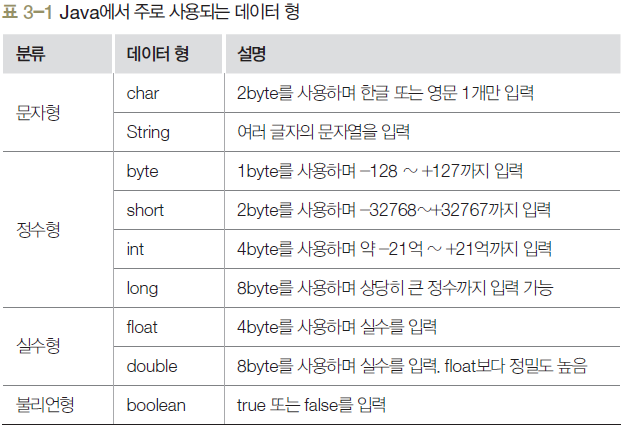 표 3-1 Java에서 주로 사용되는 데이터 형
분류 데이터 형 설명
문자형 char 2byte를 사용하며 한글 또는 영문 1개만 입력
String 여러 글자의 문자열을 입력
정수형 byte 1byte를 사용하며 –128 ~ +127까지 입력
short 2byte를 사용하며 –32768~+32767까지 입력
int 4byte를 사용하며 약 –21억 ~ +21억까지 입력
long 8byte를 사용하며 상당히 큰 정수까지 입력 가능
실수형 float 4byte를 사용하며 실수를 입력
double 8byte를 사용하며 실수를 입력. float보다 정밀도 높음
불리언형 boolean true 또는 false를 입력